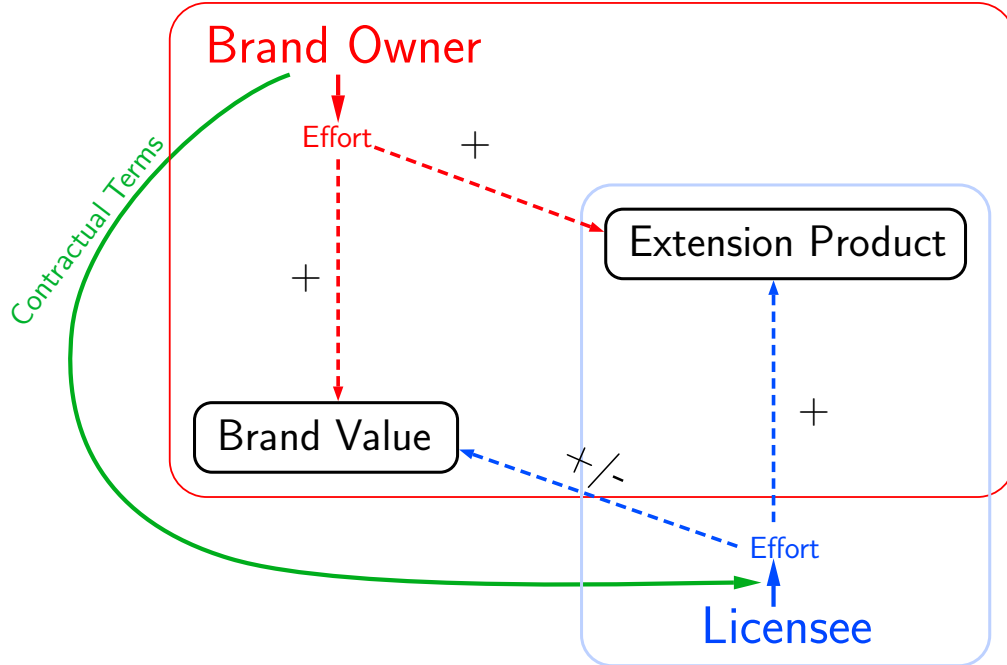 Brand Owner
Effort
+
Contractual Terms
Extension Product
+
+
Brand Value
+/-
Effort
Licensee